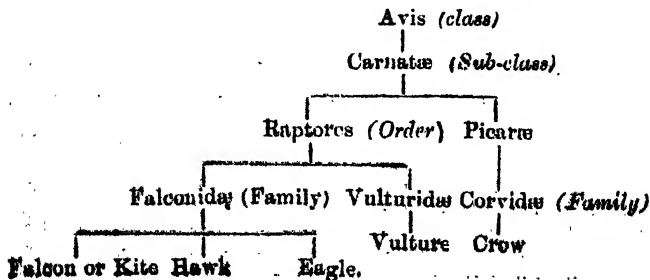 Avis (class)
Carnatæ (Sub-class)
Raptores (Order) Picaræ
Falconidæ (Family) Vulturidæ Corvidæ (Family)
Vulture Crow
Falcon or Kite Hawk Eagle.